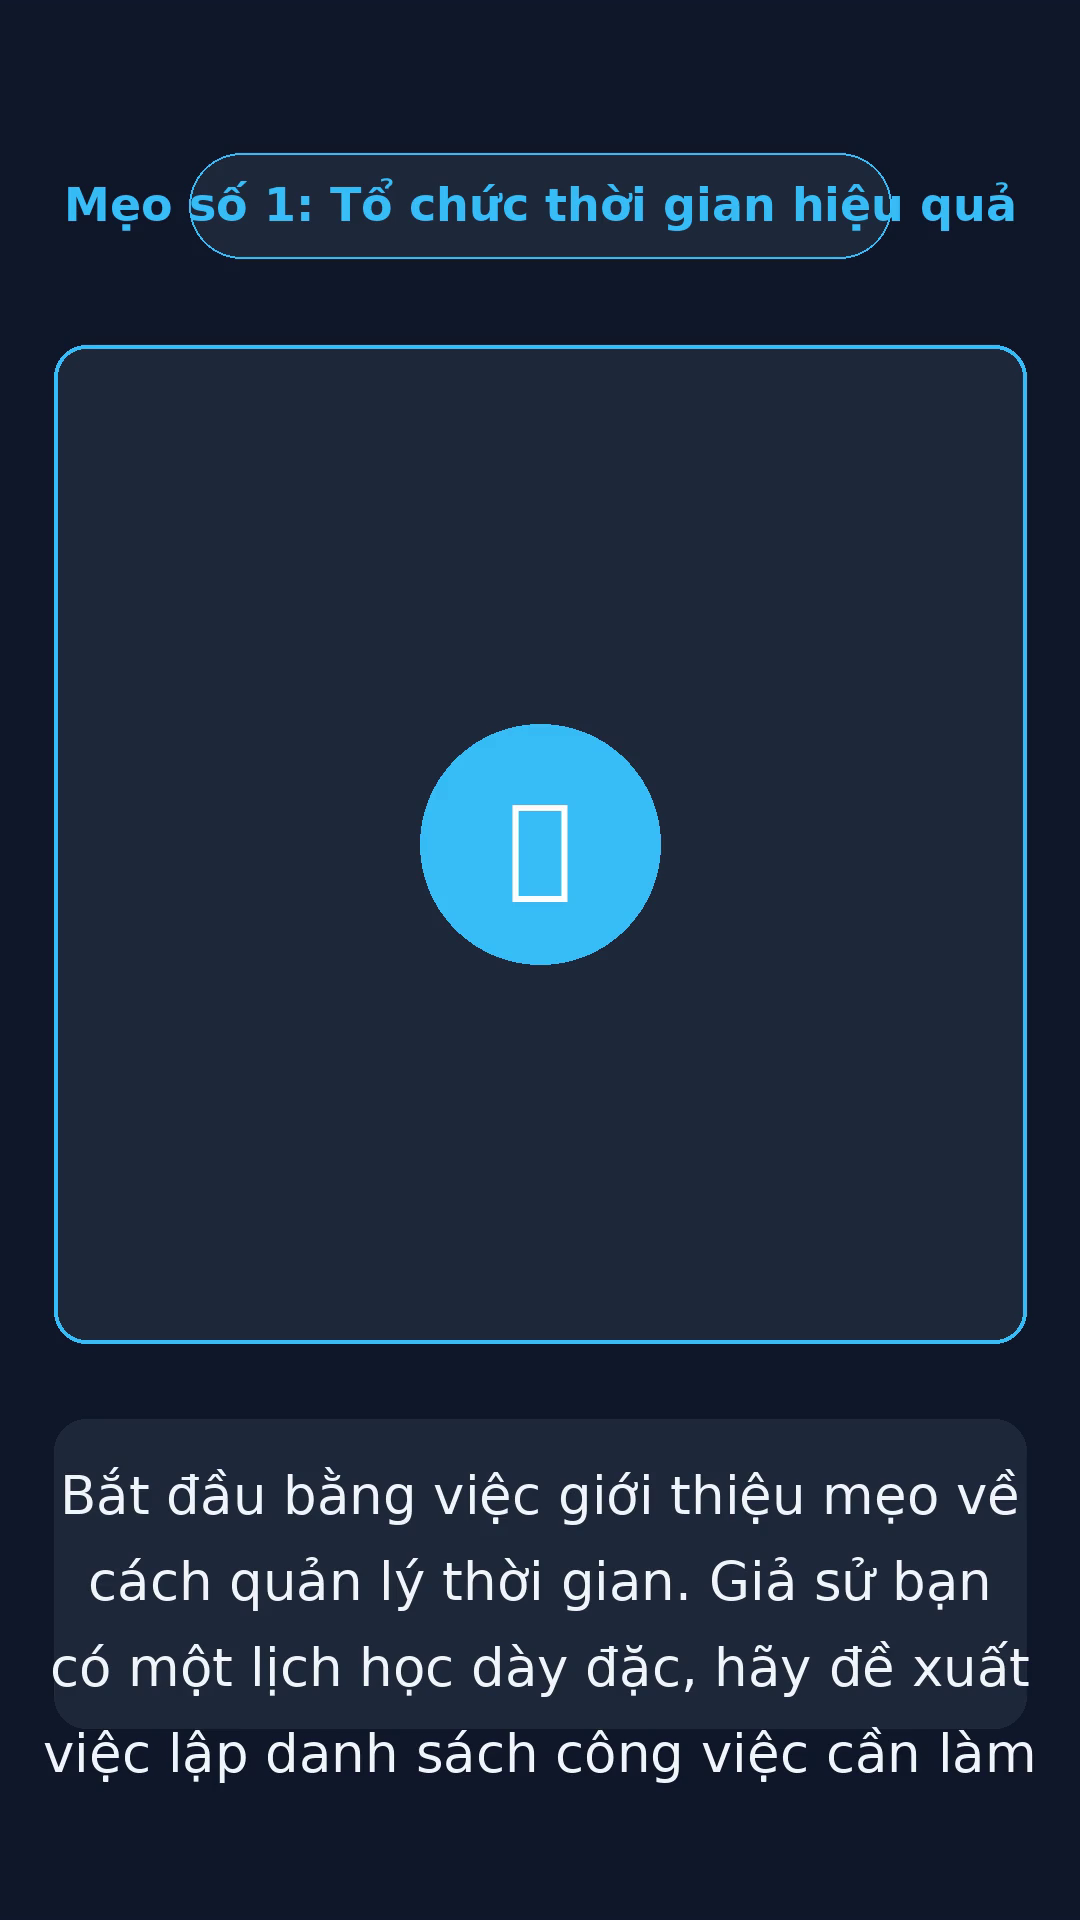 Mẹo số 1: Tổ chức thời gian hiệu quả
Bắt đầu bằng việc giới thiệu mẹo về
cách quản lý thời gian. Giả sử bạn
có một lịch học dày đặc, hãy đề xuất
việc lập danh sách công việc cần làm